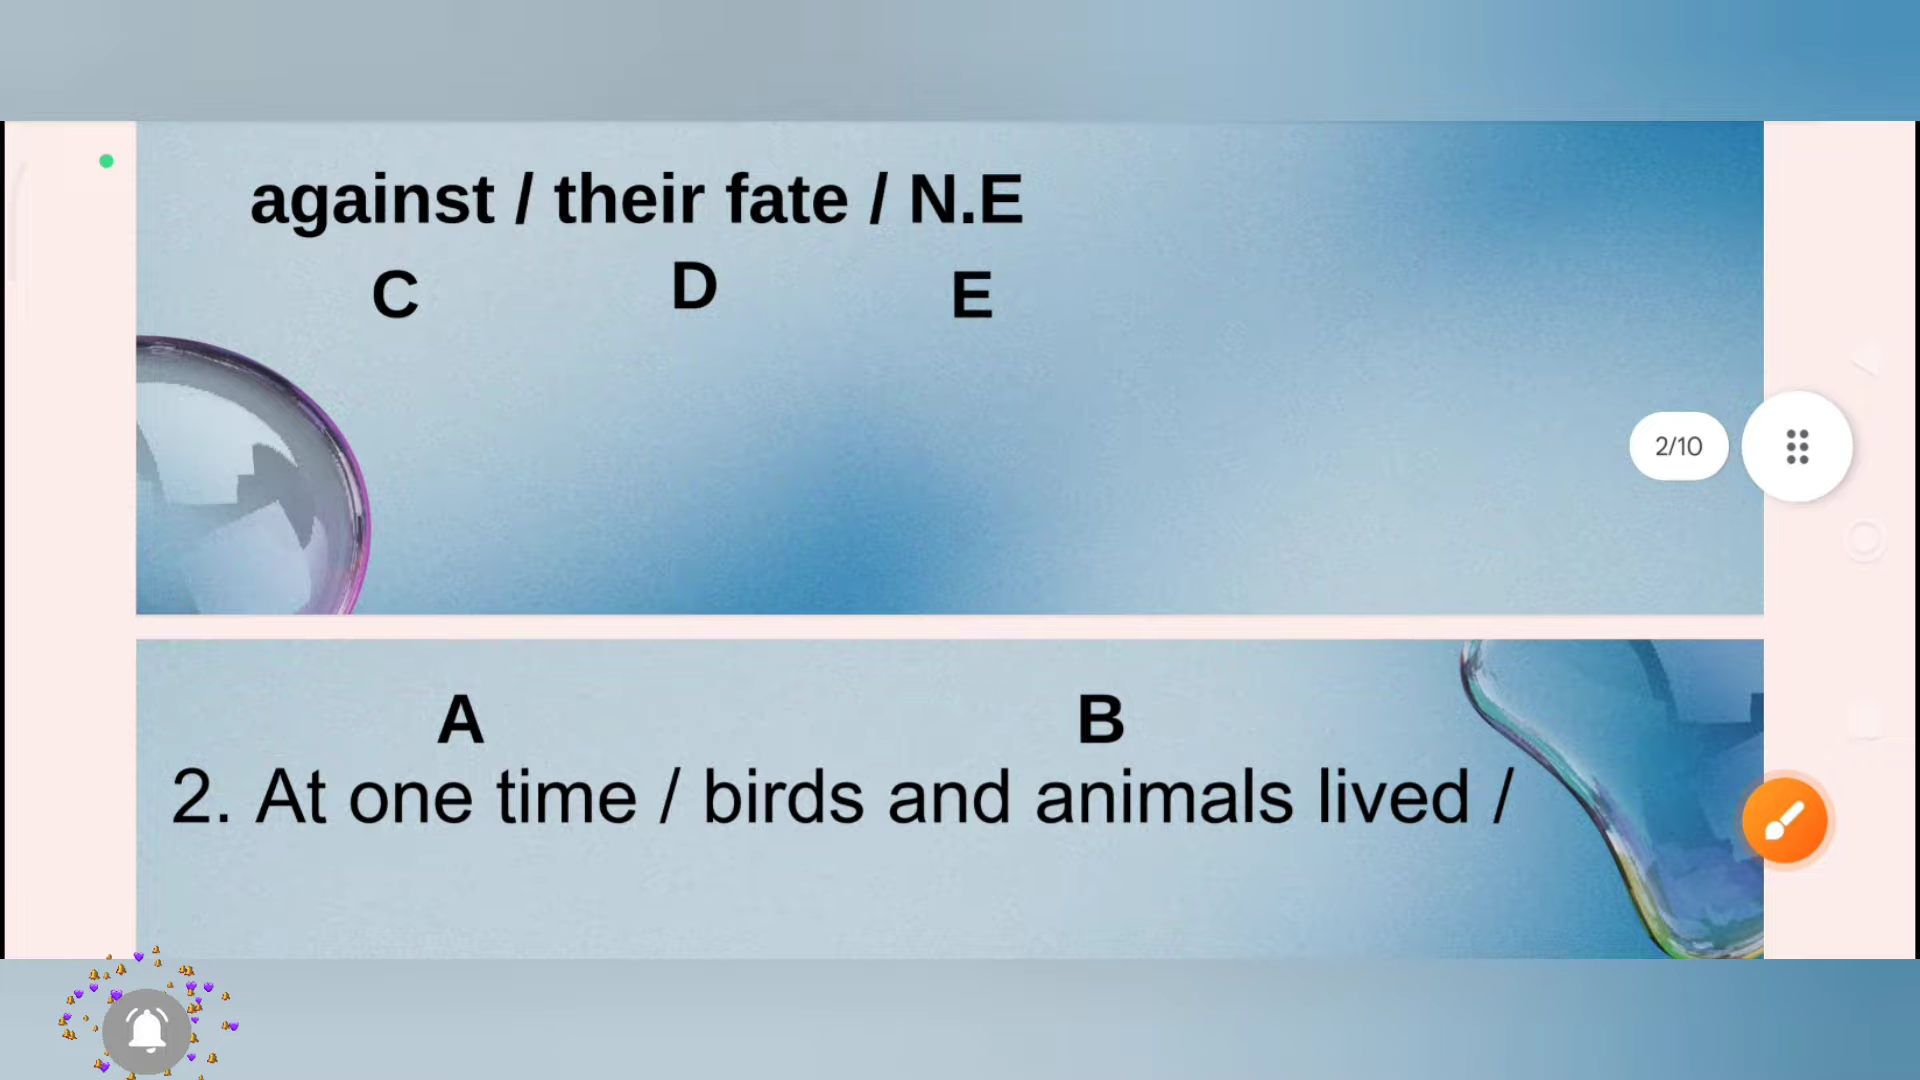 against / their fate / N.E
C D E
2/10
A B
2. At one time / birds and animals lived /